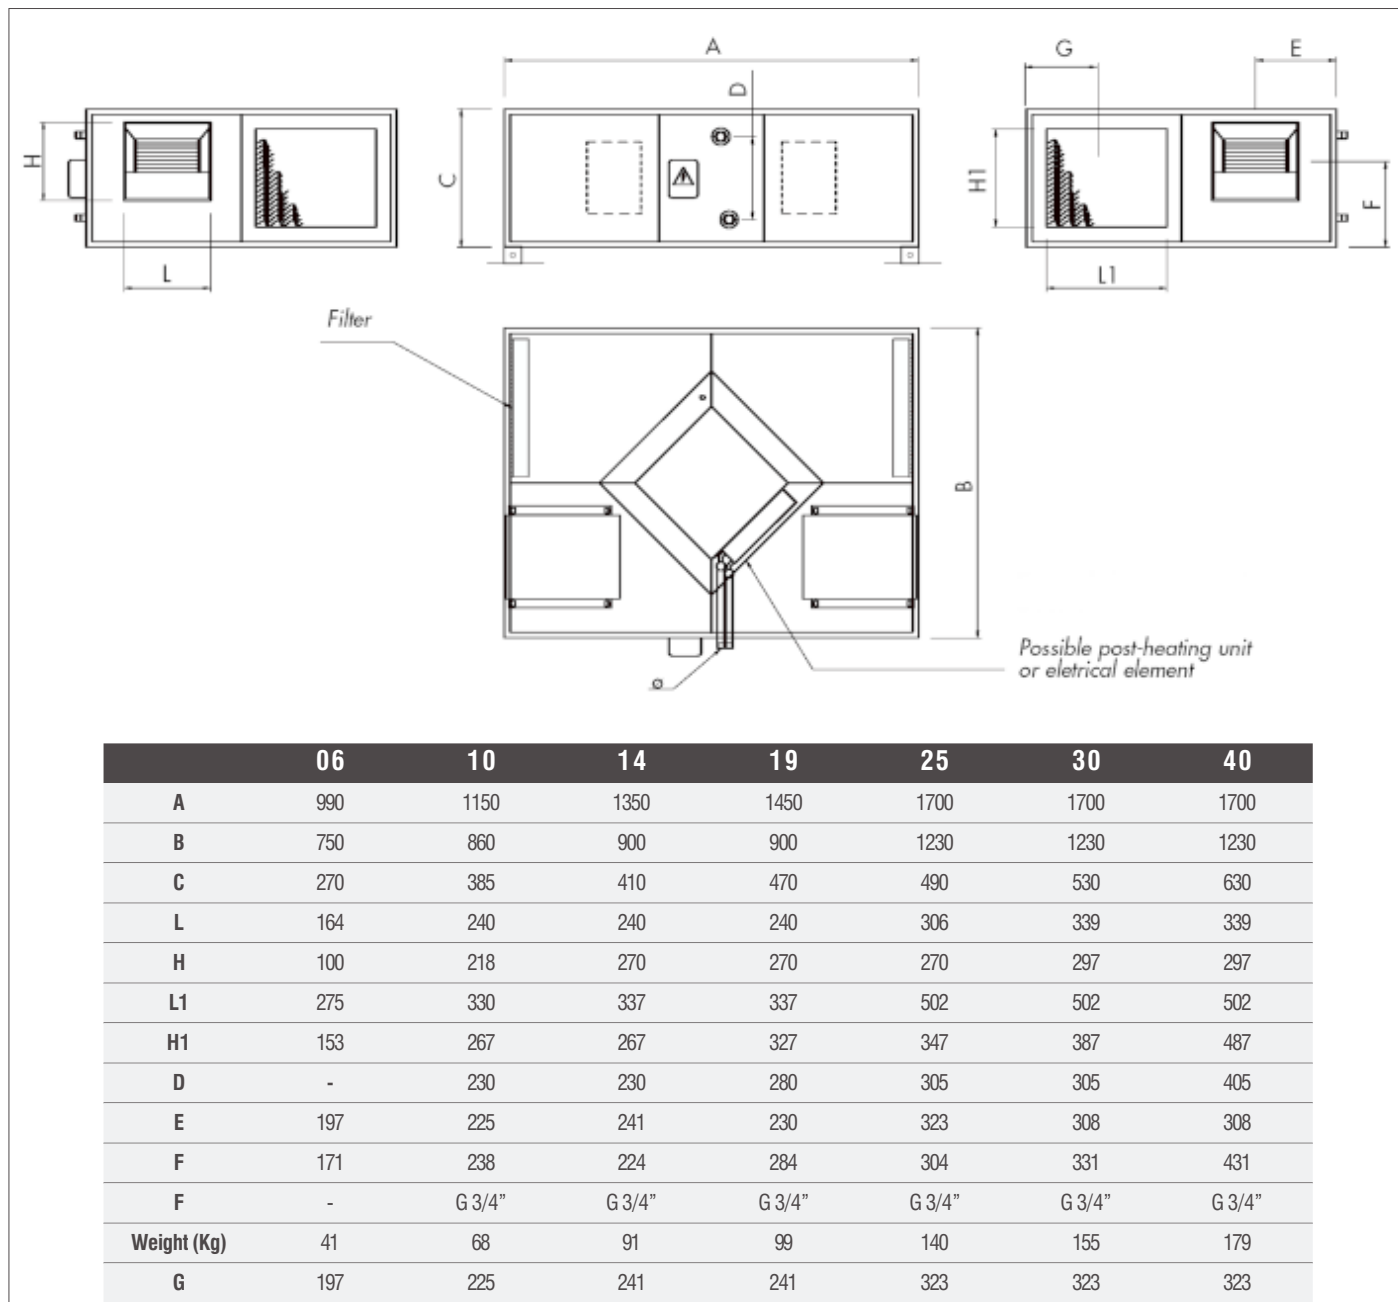 A
G
E
D
H
C
H1
F
L
L1
Filter
B
Possible post-heating unit
or eletrical element
ø
06 10 14 19 25 30 40
A 990 1150 1350 1450 1700 1700 1700
B 750 860 900 900 1230 1230 1230
C 270 385 410 470 490 530 630
L 164 240 240 240 306 339 339
H 100 218 270 270 270 297 297
L1 275 330 337 337 502 502 502
H1 153 267 267 327 347 387 487
D - 230 230 280 305 305 405
E 197 225 241 230 323 308 308
F 171 238 224 284 304 331 431
F - G 3/4” G 3/4” G 3/4” G 3/4” G 3/4” G 3/4”
Weight (Kg) 41 68 91 99 140 155 179
G 197 225 241 241 323 323 323